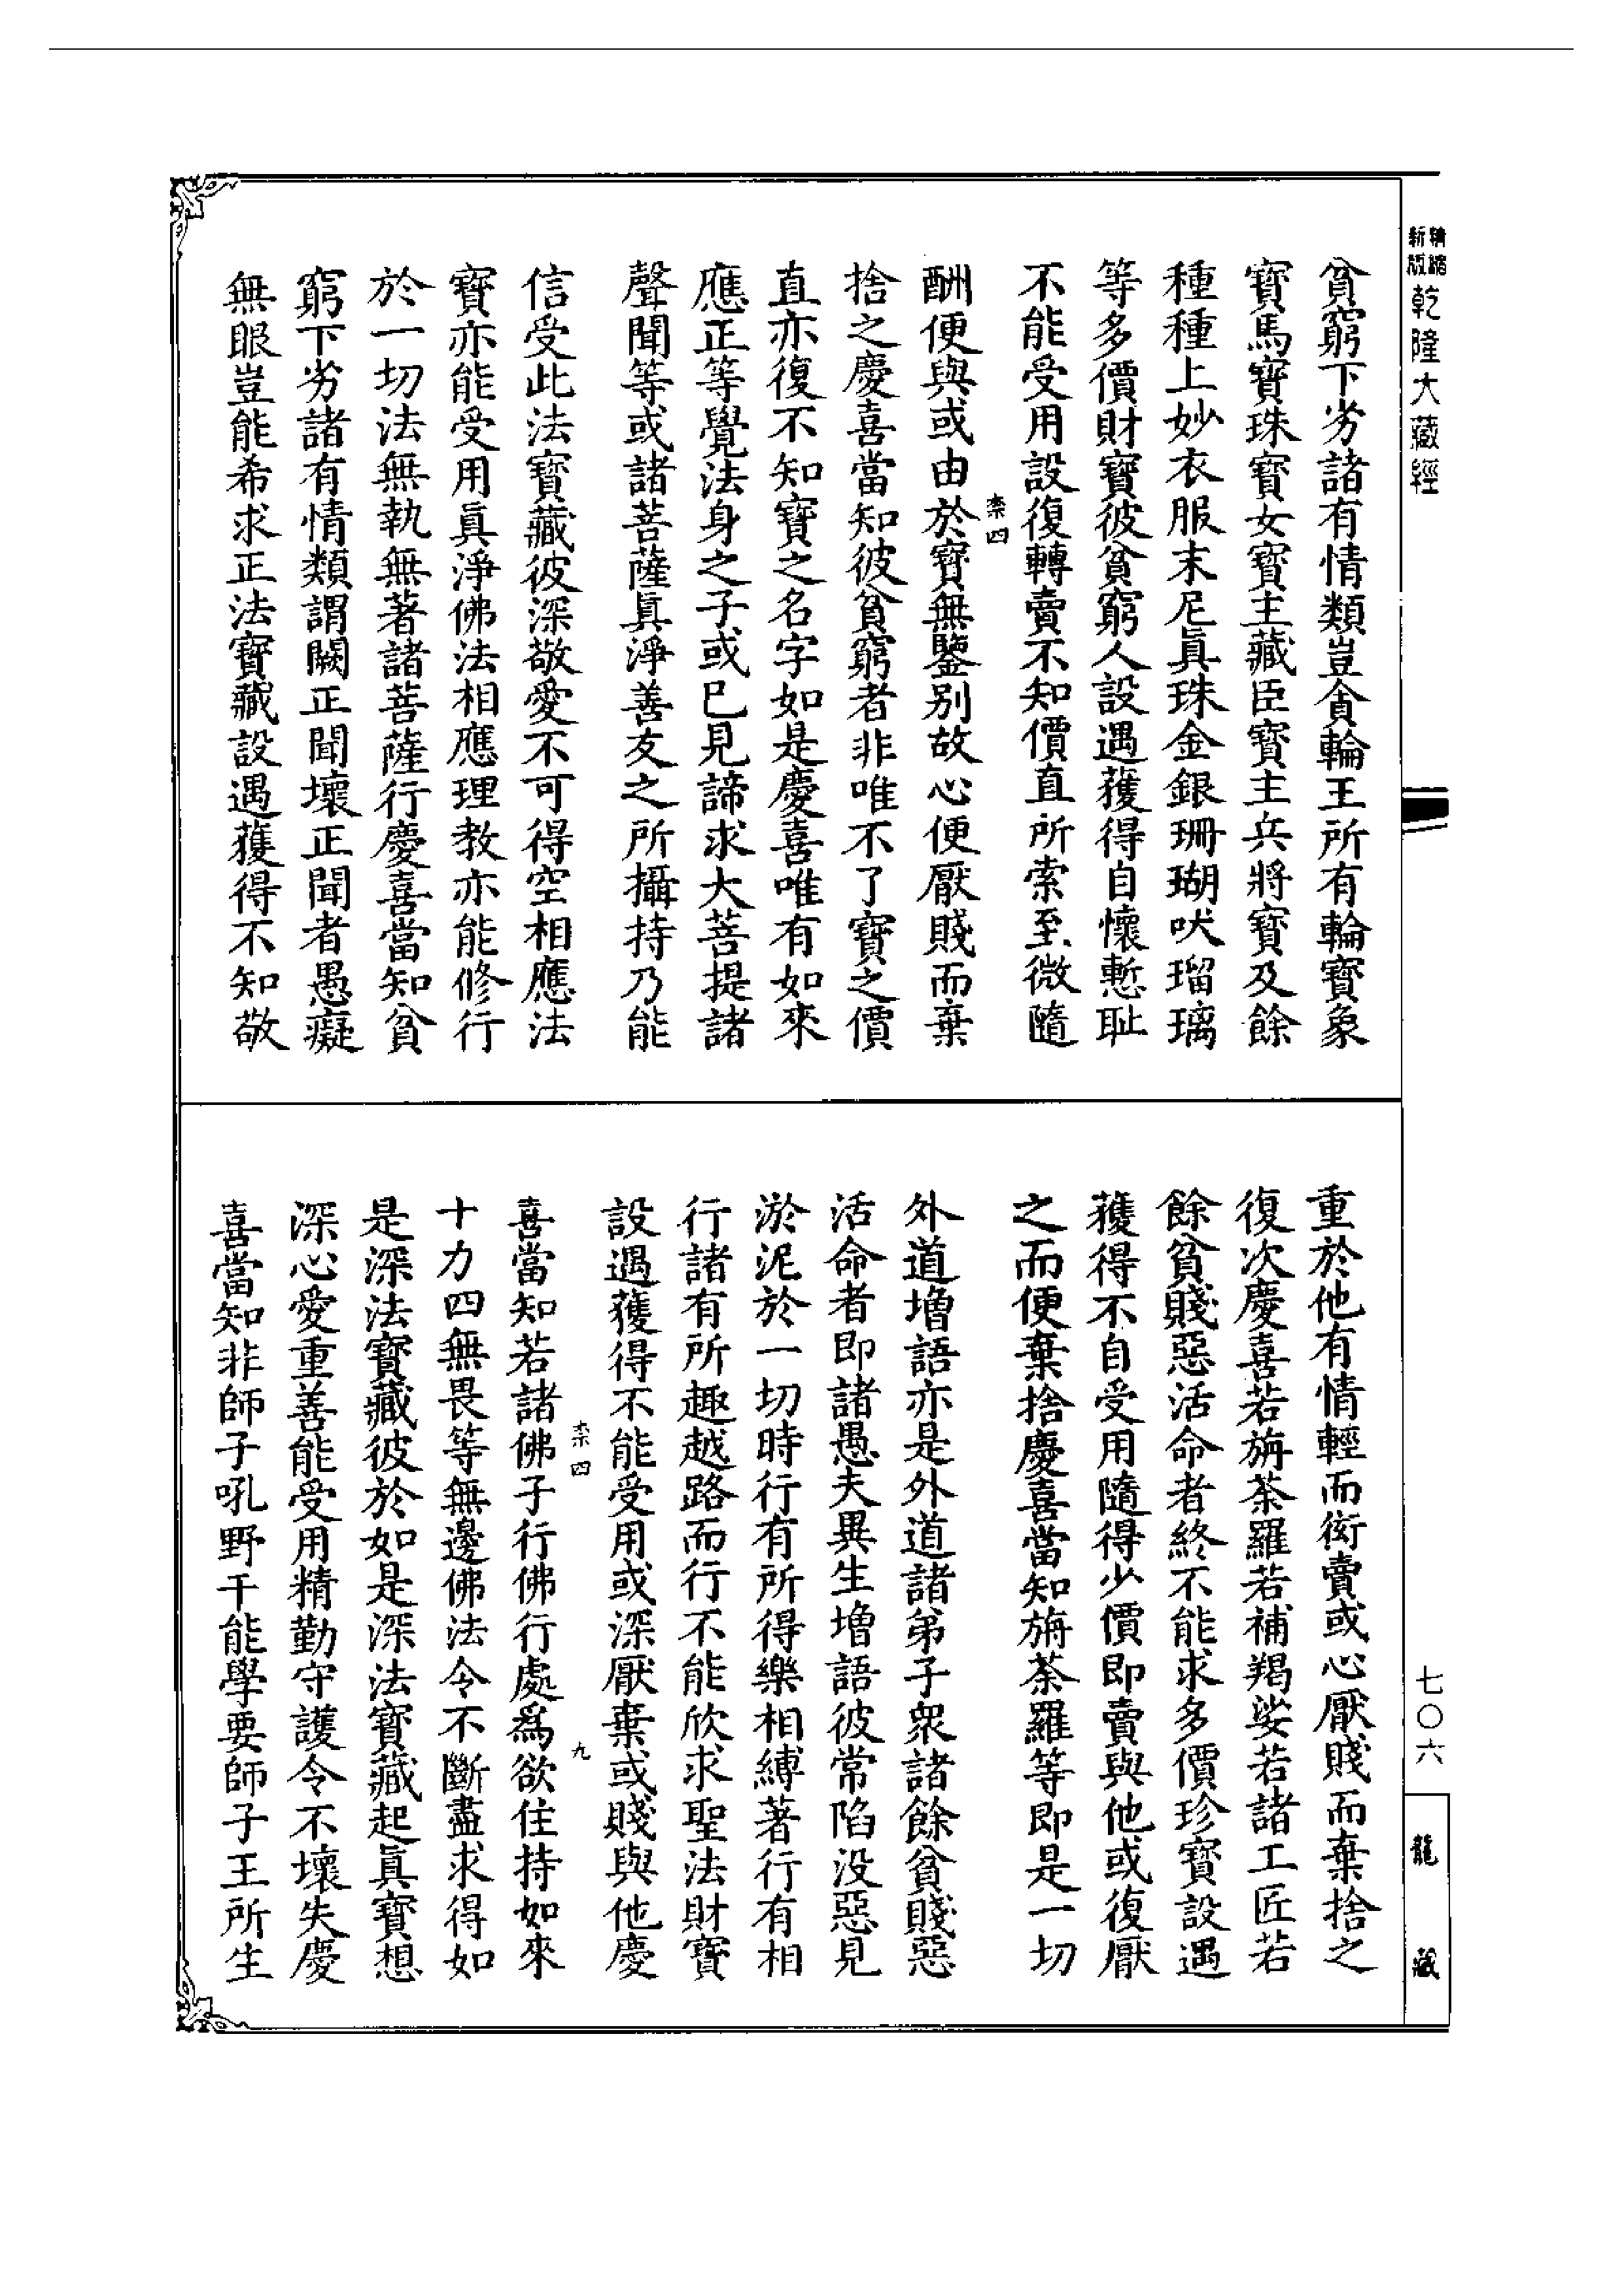 新版精縮乾隆大藏經
貧窮下劣諸有情類豈貪輪王所有輪寶象
寶馬寶珠寶女寶主藏臣寶主兵將寶及餘
種種上妙衣服末尼眞珠金銀珊瑚吠瑠璃
等多價財寶彼貧窮人設遇獲得自懷慙耻
不能受用設復轉賣不知價直所索至微隨
柰四
酬便與或由於寶無鑒別故心便厭賤而棄
捨之慶喜當知彼貧窮者非唯不了寶之價
直亦復不知寶之名字如是慶喜唯有如來
應正等覺法身之子或已見諦求大菩提諸
聲聞等或諸菩薩眞淨善友之所攝持乃能
信受此法寶藏彼深敬愛不可得空相應法
寶亦能受用眞淨佛法相應理教亦能修行
於一切法無執無著諸菩薩行慶喜當知貧
窮下劣諸有情類謂闕正聞壞正聞者愚癡
無眼豈能希求正法寶藏設遇獲得不知敬
重於他有情輕而衒賣或心厭賤而棄捨之
復次慶喜若旃荼羅若補羯娑若諸工匠若
餘貧賤惡活命者終不能求多價珍寶設遇
獲得不自受用隨得少價即賣與他或復厭
之而便棄捨慶喜當知旃荼羅等即是一切
外道增語亦是外道諸弟子衆諸餘貧賤惡
活命者即諸愚夫異生增語彼常陷没惡見
淤泥於一切時行有所得樂相縛著行有相
行諸有所趣越路而行不能欣求聖法財寶
設遇獲得不能受用或深厭棄或賤與他慶
柰四 九
喜當知若諸佛子行佛行處爲欲住持如來
十力四無畏等無邊佛法令不斷盡求得如
是深法寶藏彼於如是深法寶藏起眞寶想
深心愛重善能受用精勤守護令不壞失慶
喜當知非師子吼野干能學要師子王所生
七〇六
龍藏